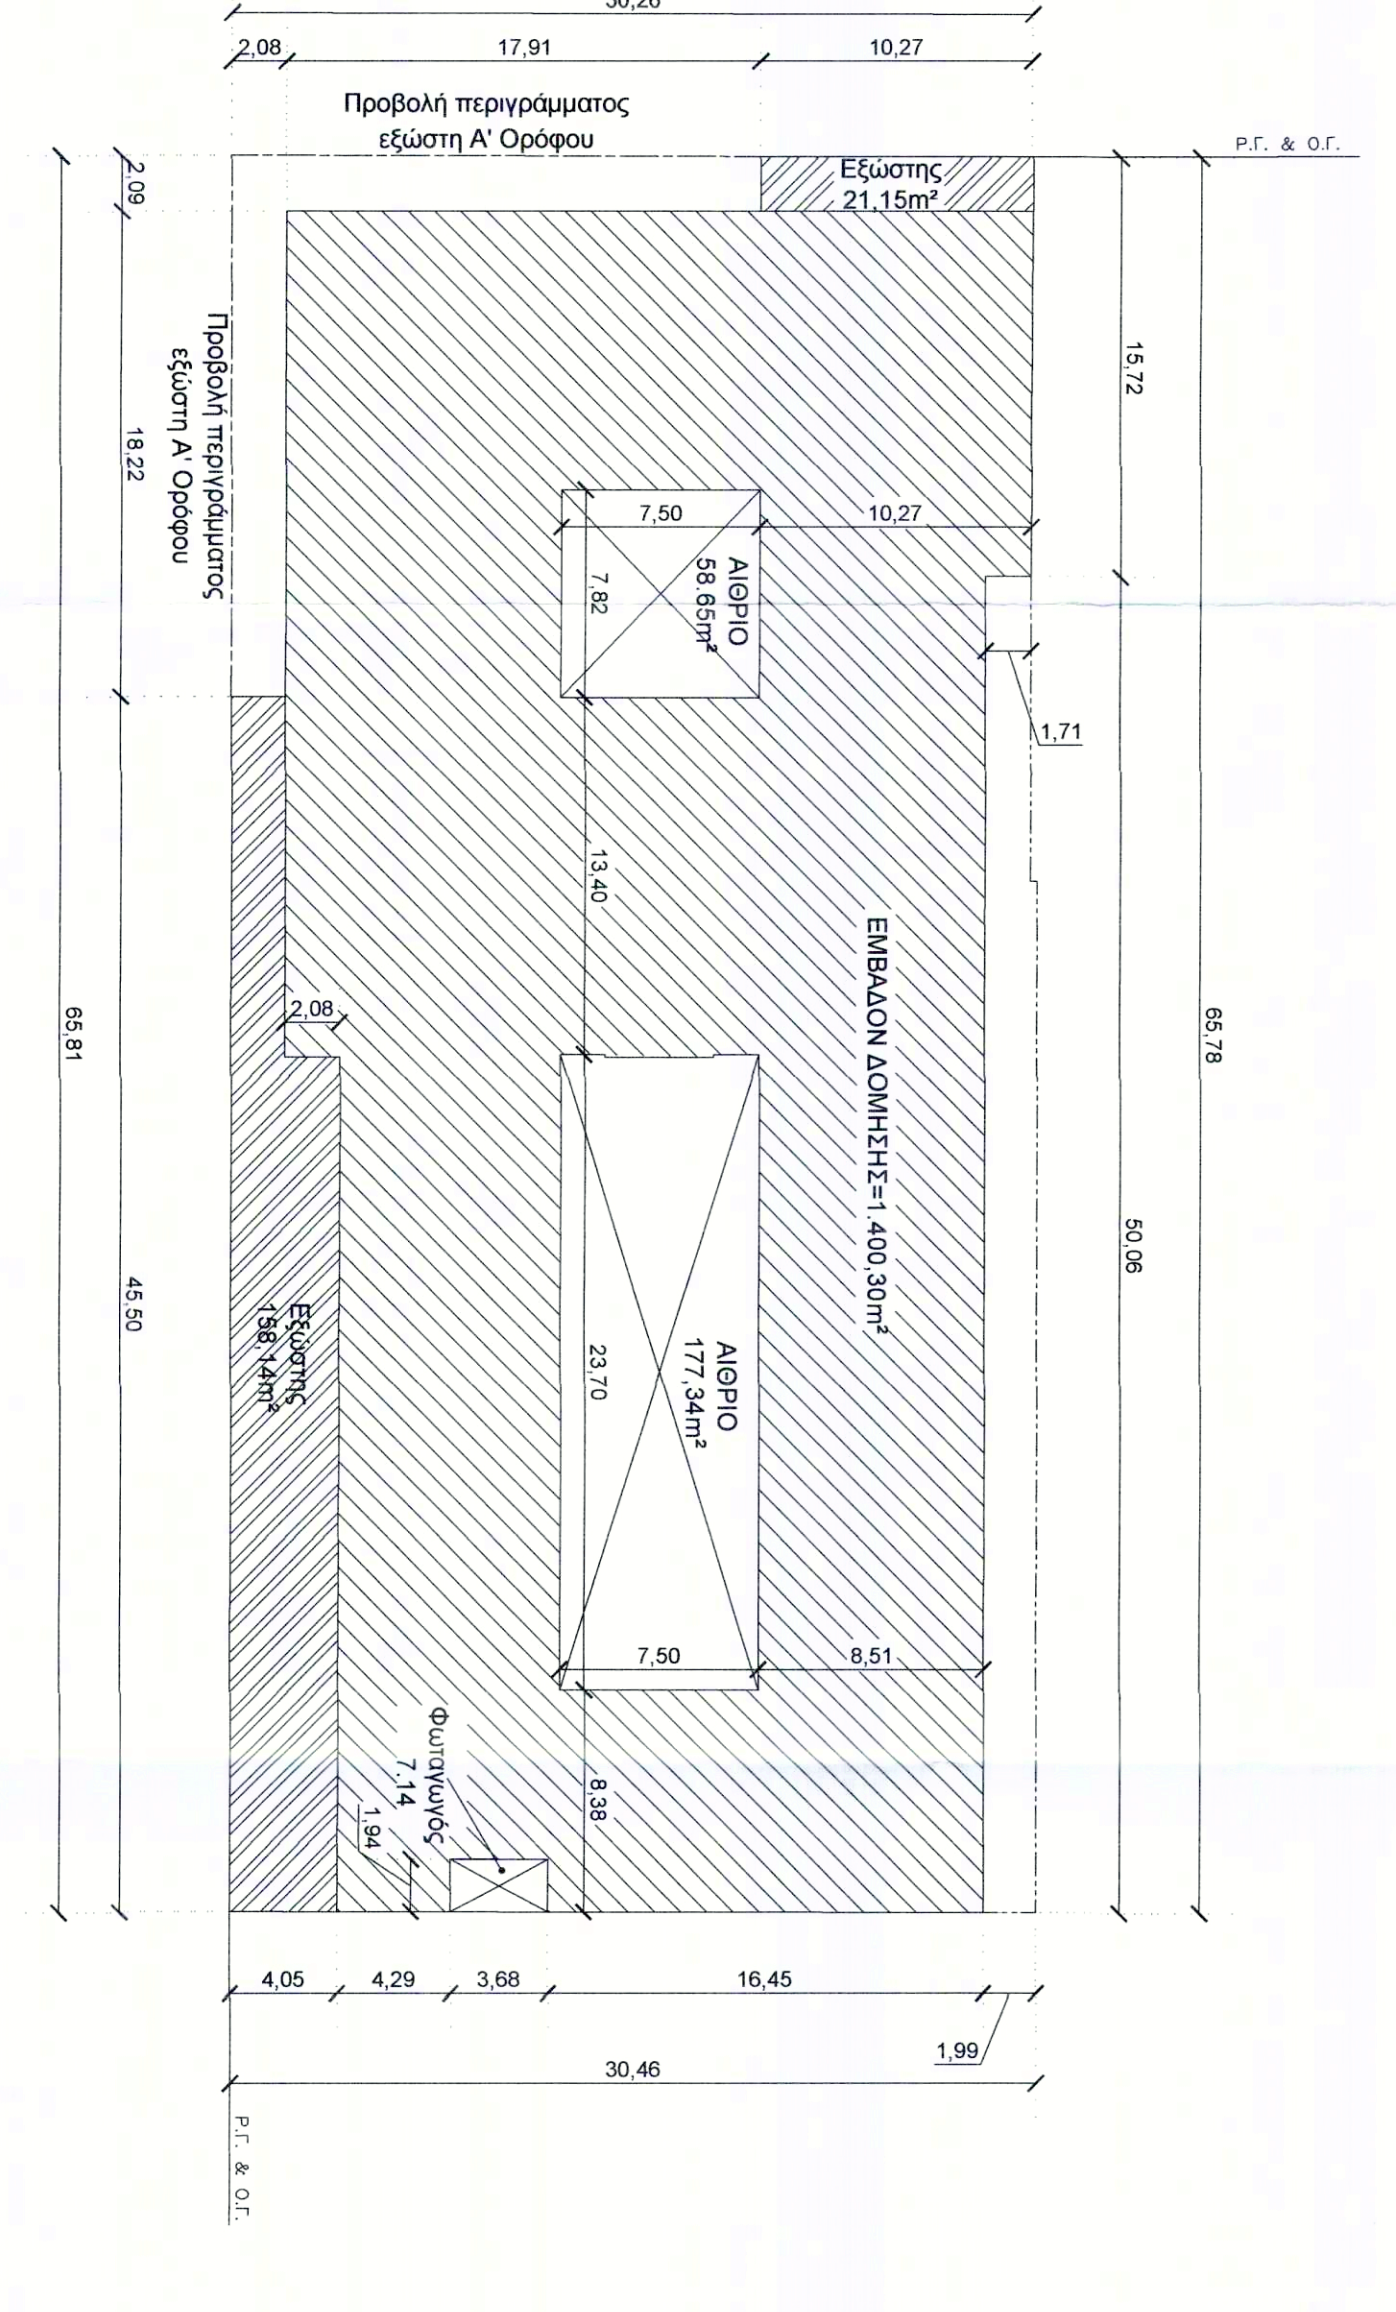 30,26
2,08
17,91
10,27
Προβολή περιγράμματος
εξώστη Α' Ορόφου
Ρ.Γ. & Ο.Γ.
Εξώστης
21,15m²
2,09
15,72
Προβολή περιγράμματος
εξώστη Α' Ορόφου
18,22
7,50
10,27
ΑΙΘΡΙΟ
58.65m²
7,82
1,71
13,40
ΕΜΒΑΔΟΝ ΔΟΜΗΣΗΣ=1.400,30m²
2,08
65,81
65,78
50,06
45,50
Εξώστης
158,14m²
ΑΙΘΡΙΟ
177,34m²
23,70
7,50
8,51
Φωταγωγός
7.14
1,94
8,38
4,05
4,29
3,68
16,45
1,99
30,46
Ρ.Γ. & Ο.Γ.